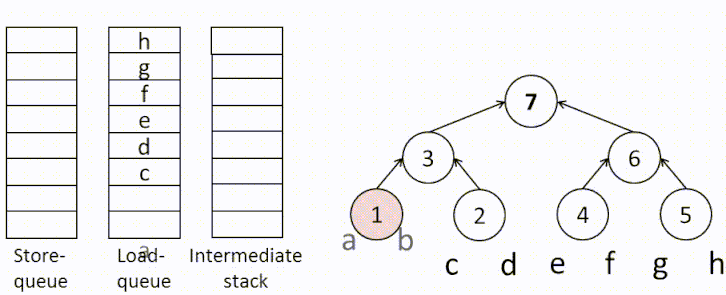 h
g
f
e
d
c
a
Store-
queue
Load-
queue
Intermediate
stack
7
3
6
1
2
4
5
a
b
c
d
e
f
g
h